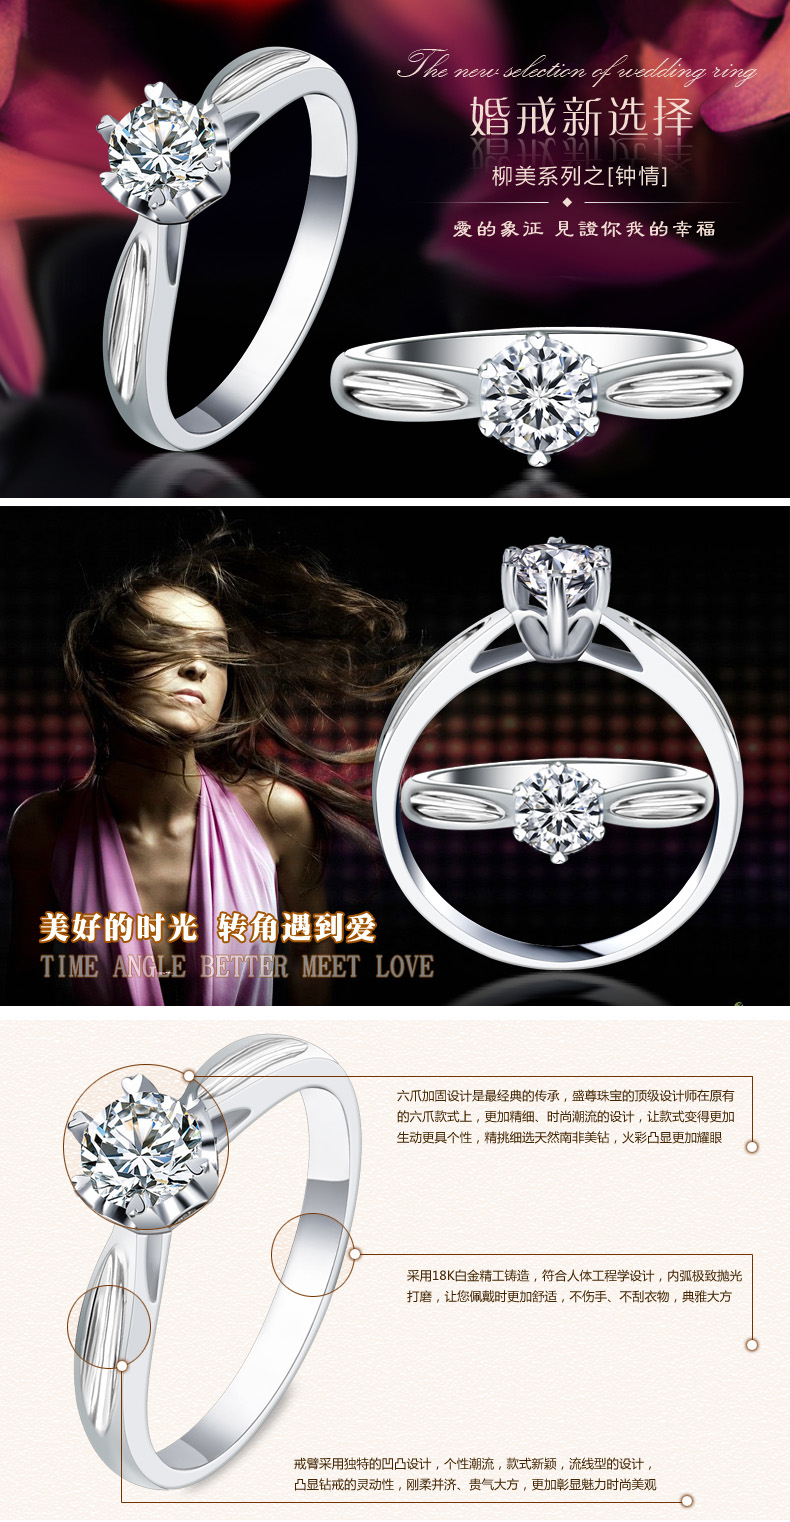 The new selection of wedding ring
婚戒新选择
柳美系列之[钟情]
愛的象征 見證你我的幸福
美好的时光 转角遇到爱
TIME ANGLE BETTER MEET LOVE
六爪加固设计是最经典的传承，盛尊珠宝的顶级设计师在原有
的六爪款式上，更加精细、时尚潮流的设计，让款式变得更加
生动更具个性，精挑细选天然南非美钻，火彩凸显更加耀眼
采用18K白金精工铸造，符合人体工程学设计，内弧极致抛光
打磨，让您佩戴时更加舒适，不伤手、不刮衣物，典雅大方
戒臂采用独特的凹凸设计，个性潮流，款式新颖，流线型的设计，
凸显钻戒的灵动性，刚柔并济、贵气大方，更加彰显魅力时尚美观